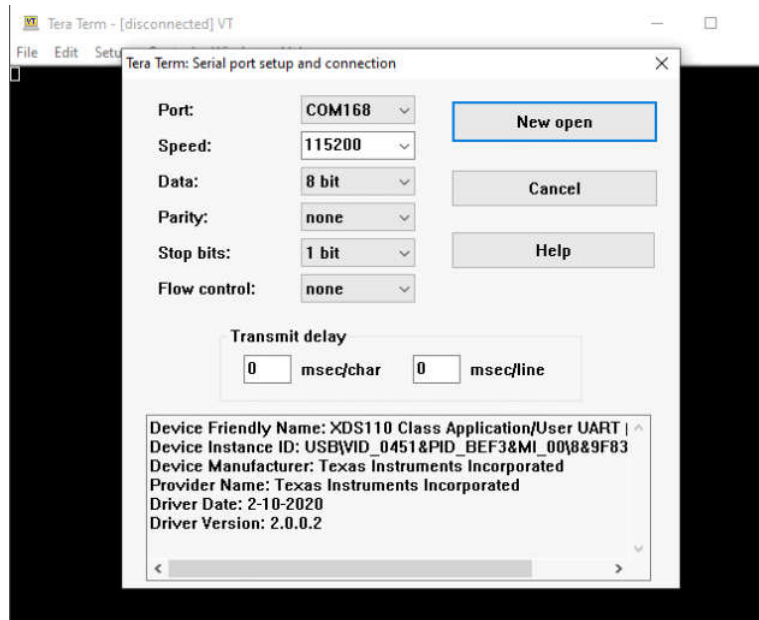 VT Tera Term - [disconnected] VT
File Edit Setu
Tera Term: Serial port setup and connection
Port: COM168 New open
Speed: 115200
Data: 8 bit Cancel
Parity: none
Stop bits: 1 bit Help
Flow control: none
Transmit delay
0 msec/char 0 msec/line
Device Friendly Name: XDS110 Class Application/User UART (
Device Instance ID: USB\VID_0451&PID_BEF3&MI_00\8&9F83
Device Manufacturer: Texas Instruments Incorporated
Provider Name: Texas Instruments Incorporated
Driver Date: 2-10-2020
Driver Version: 2.0.0.2